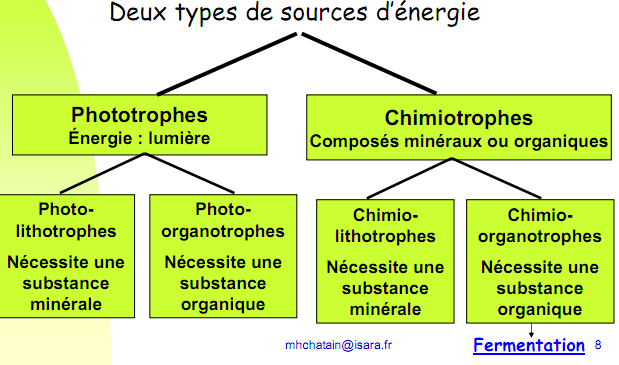 Deux types de sources d'énergie
Phototrophes
Énergie : lumière
Chimiotrophes
Composés minéraux ou organiques
Photo-
lithotrophes
Nécessite une
substance
minérale
Photo-
organotrophes
Nécessite une
substance
organique
Chimio-
lithotrophes
Nécessite une
substance
minérale
Chimio-
organotrophes
Nécessite une
substance
organique
mhchatain@isara.fr
Fermentation
8